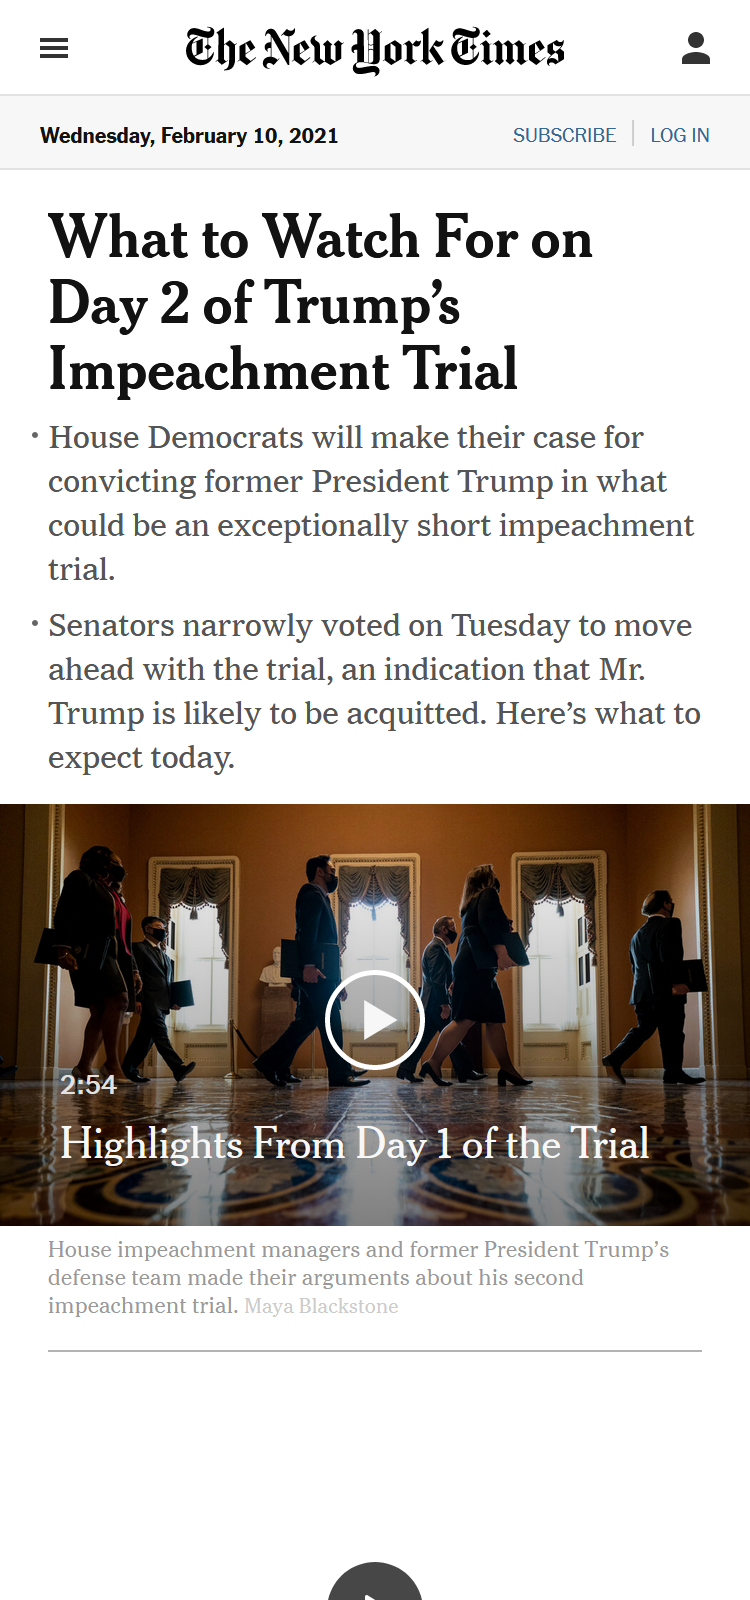 The New York Times
Wednesday, February 10, 2021
SUBSCRIBE
LOG IN
What to Watch For on
Day 2 of Trump’s
Impeachment Trial
• House Democrats will make their case for
convicting former President Trump in what
could be an exceptionally short impeachment
trial.
• Senators narrowly voted on Tuesday to move
ahead with the trial, an indication that Mr.
Trump is likely to be acquitted. Here’s what to
expect today.
2:54
Highlights From Day 1 of the Trial
House impeachment managers and former President Trump’s
defense team made their arguments about his second
impeachment trial. Maya Blackstone